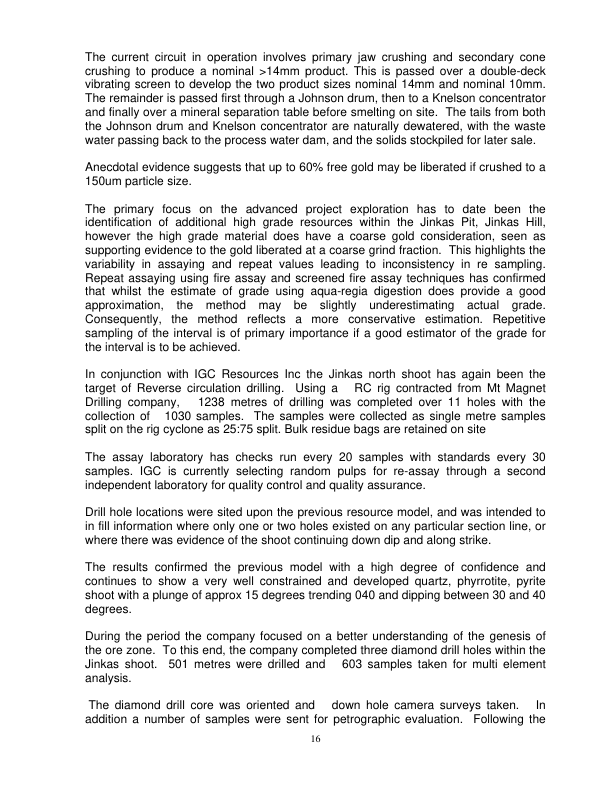 The current circuit in operation involves primary jaw crushing and secondary cone
crushing to produce a nominal >14mm product. This is passed over a double-deck
vibrating screen to develop the two product sizes nominal 14mm and nominal 10mm.
The remainder is passed first through a Johnson drum, then to a Knelson concentrator
and finally over a mineral separation table before smelting on site.  The tails from both
the Johnson drum and Knelson concentrator are naturally dewatered, with the waste
water passing back to the process water dam, and the solids stockpiled for later sale.

Anecdotal evidence suggests that up to 60% free gold may be liberated if crushed to a
150um particle size.

The primary focus on the advanced project exploration has to date been the
identification of additional high grade resources within the Jinkas Pit, Jinkas Hill,
however the high grade material does have a coarse gold consideration, seen as
supporting evidence to the gold liberated at a coarse grind fraction.  This highlights the
variability in assaying and repeat values leading to inconsistency in re sampling.
Repeat assaying using fire assay and screened fire assay techniques has confirmed
that whilst the estimate of grade using aqua-regia digestion does provide a good
approximation, the method may be slightly underestimating actual grade.
Consequently, the method reflects a more conservative estimation. Repetitive
sampling of the interval is of primary importance if a good estimator of the grade for
the interval is to be achieved.

In conjunction with IGC Resources Inc the Jinkas north shoot has again been the
target of Reverse circulation drilling.  Using a   RC rig contracted from Mt Magnet
Drilling company,   1238 metres of drilling was completed over 11 holes with the
collection of   1030 samples.  The samples were collected as single metre samples
split on the rig cyclone as 25:75 split. Bulk residue bags are retained on site

The assay laboratory has checks run every 20 samples with standards every 30
samples. IGC is currently selecting random pulps for re-assay through a second
independent laboratory for quality control and quality assurance.

Drill hole locations were sited upon the previous resource model, and was intended to
in fill information where only one or two holes existed on any particular section line, or
where there was evidence of the shoot continuing down dip and along strike.

The results confirmed the previous model with a high degree of confidence and
continues to show a very well constrained and developed quartz, phyrrotite, pyrite
shoot with a plunge of approx 15 degrees trending 040 and dipping between 30 and 40
degrees.

During the period the company focused on a better understanding of the genesis of
the ore zone.  To this end, the company completed three diamond drill holes within the
Jinkas shoot.  501 metres were drilled and   603 samples taken for multi element
analysis.

The diamond drill core was oriented and   down hole camera surveys taken.   In
addition a number of samples were sent for petrographic evaluation.  Following the
16